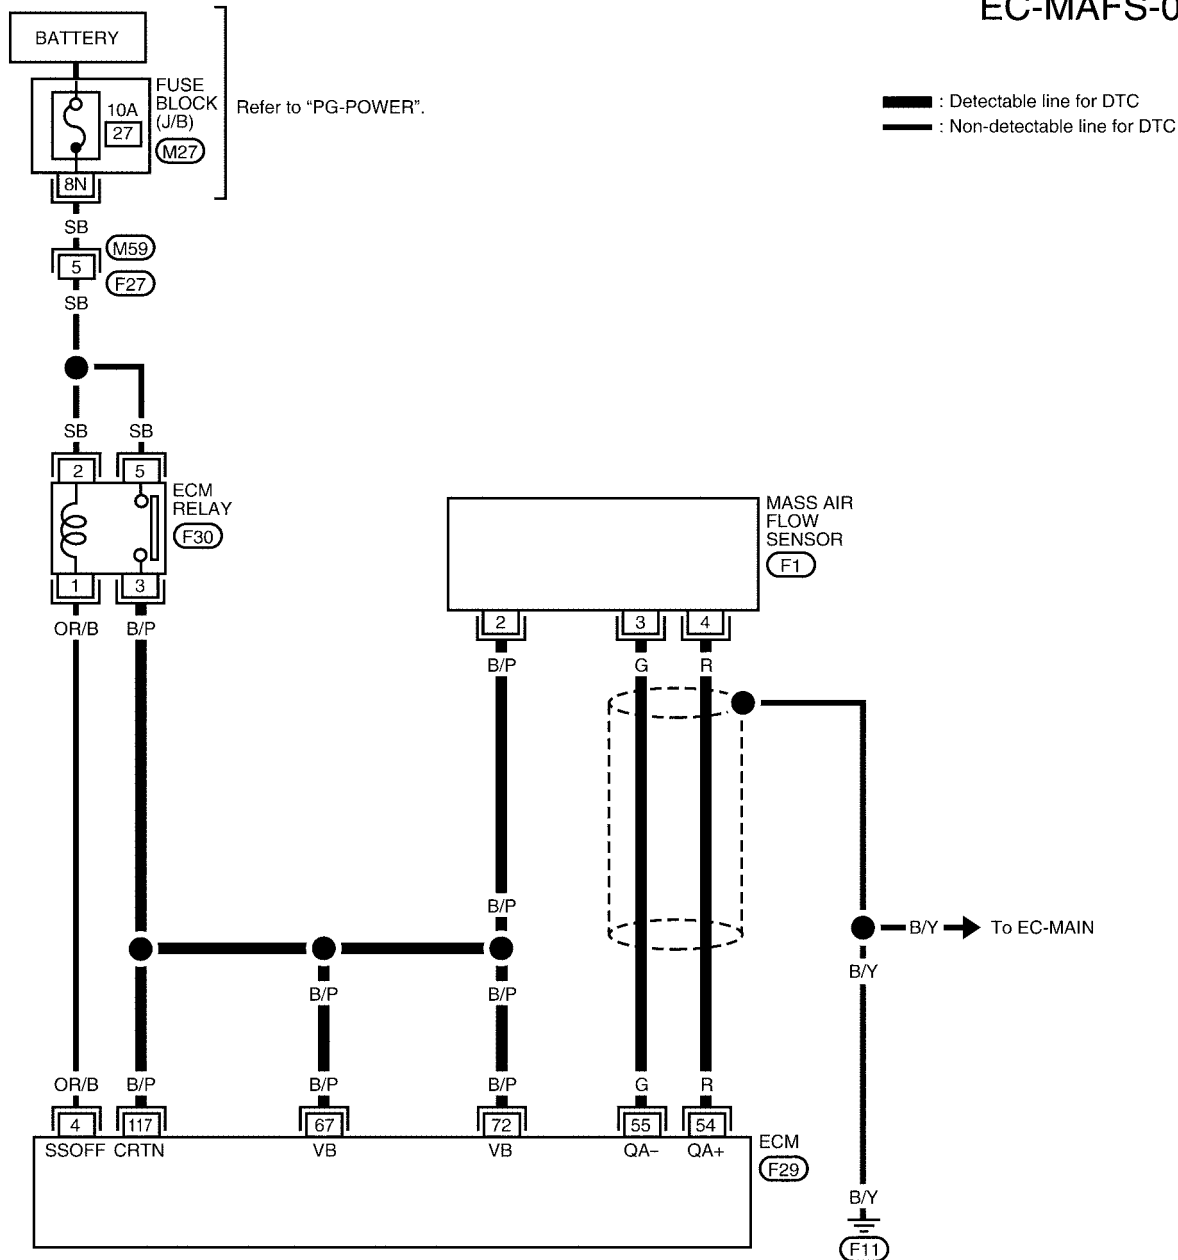 EC-MAFS-0
BATTERY
FUSE
BLOCK
(J/B)
10A
27
M27
Refer to “PG-POWER”.
: Detectable line for DTC
: Non-detectable line for DTC
8N
SB
M59
5
F27
SB
SB SB
2 5
ECM
RELAY
F30
1 3
OR/B B/P
MASS AIR
FLOW
SENSOR
F1
2 3 4
B/P G R
B/P
B/Y To EC-MAIN
B/Y
B/P B/P
OR/B B/P B/P B/P G R
4 117 67 72 55 54
SSOFF CRTN VB VB QA− QA+
ECM
F29
B/Y
F11